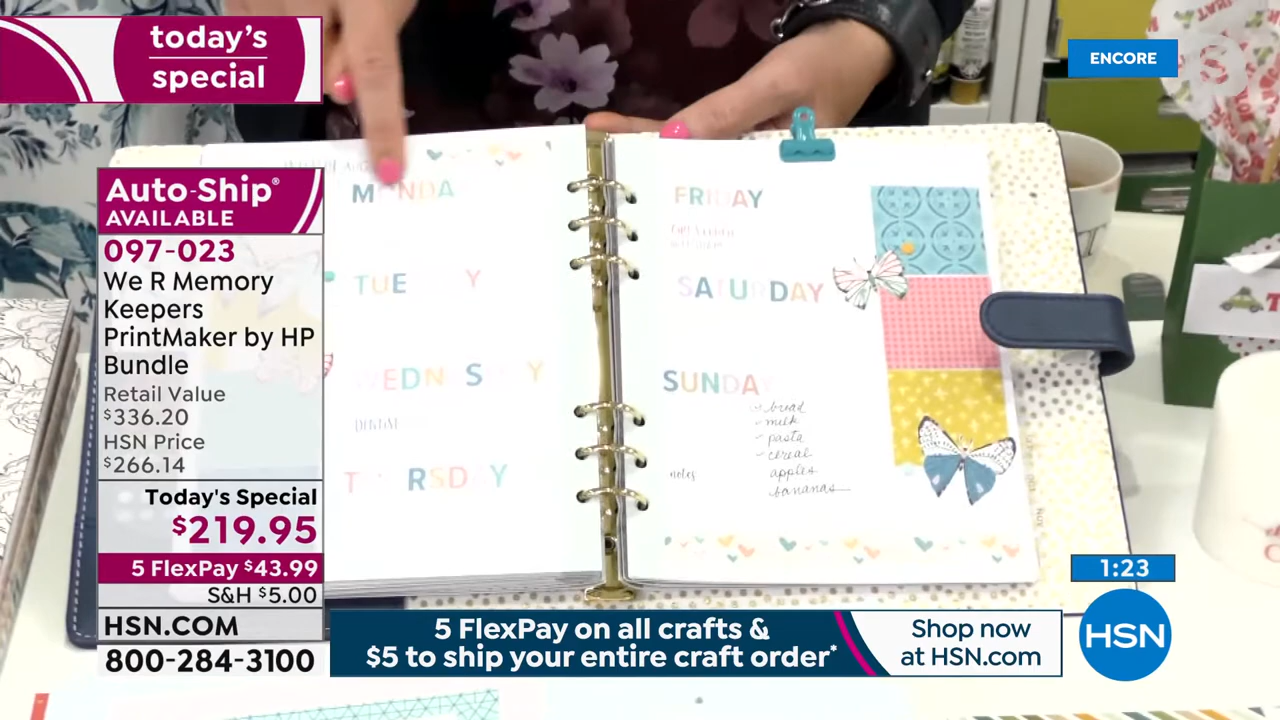 today's
special
ENCORE
Auto-Ship®
AVAILABLE
097-023
We R Memory
Keepers
PrintMaker by HP
Bundle
Retail Value
$336.20
HSN Price
$266.14
Today's Special
$219.95
5 FlexPay $43.99
S&H $5.00
HSN.COM
800-284-3100
M NDA
TUE Y
WEDN S Y
T RSD Y
FRIDAY
SATURDAY
SUNDAY
bread
milk
pasta
cereal
notes
apples
bananas
1:23
5 FlexPay on all crafts &
$5 to ship your entire craft order*
Shop now
at HSN.com
HSN